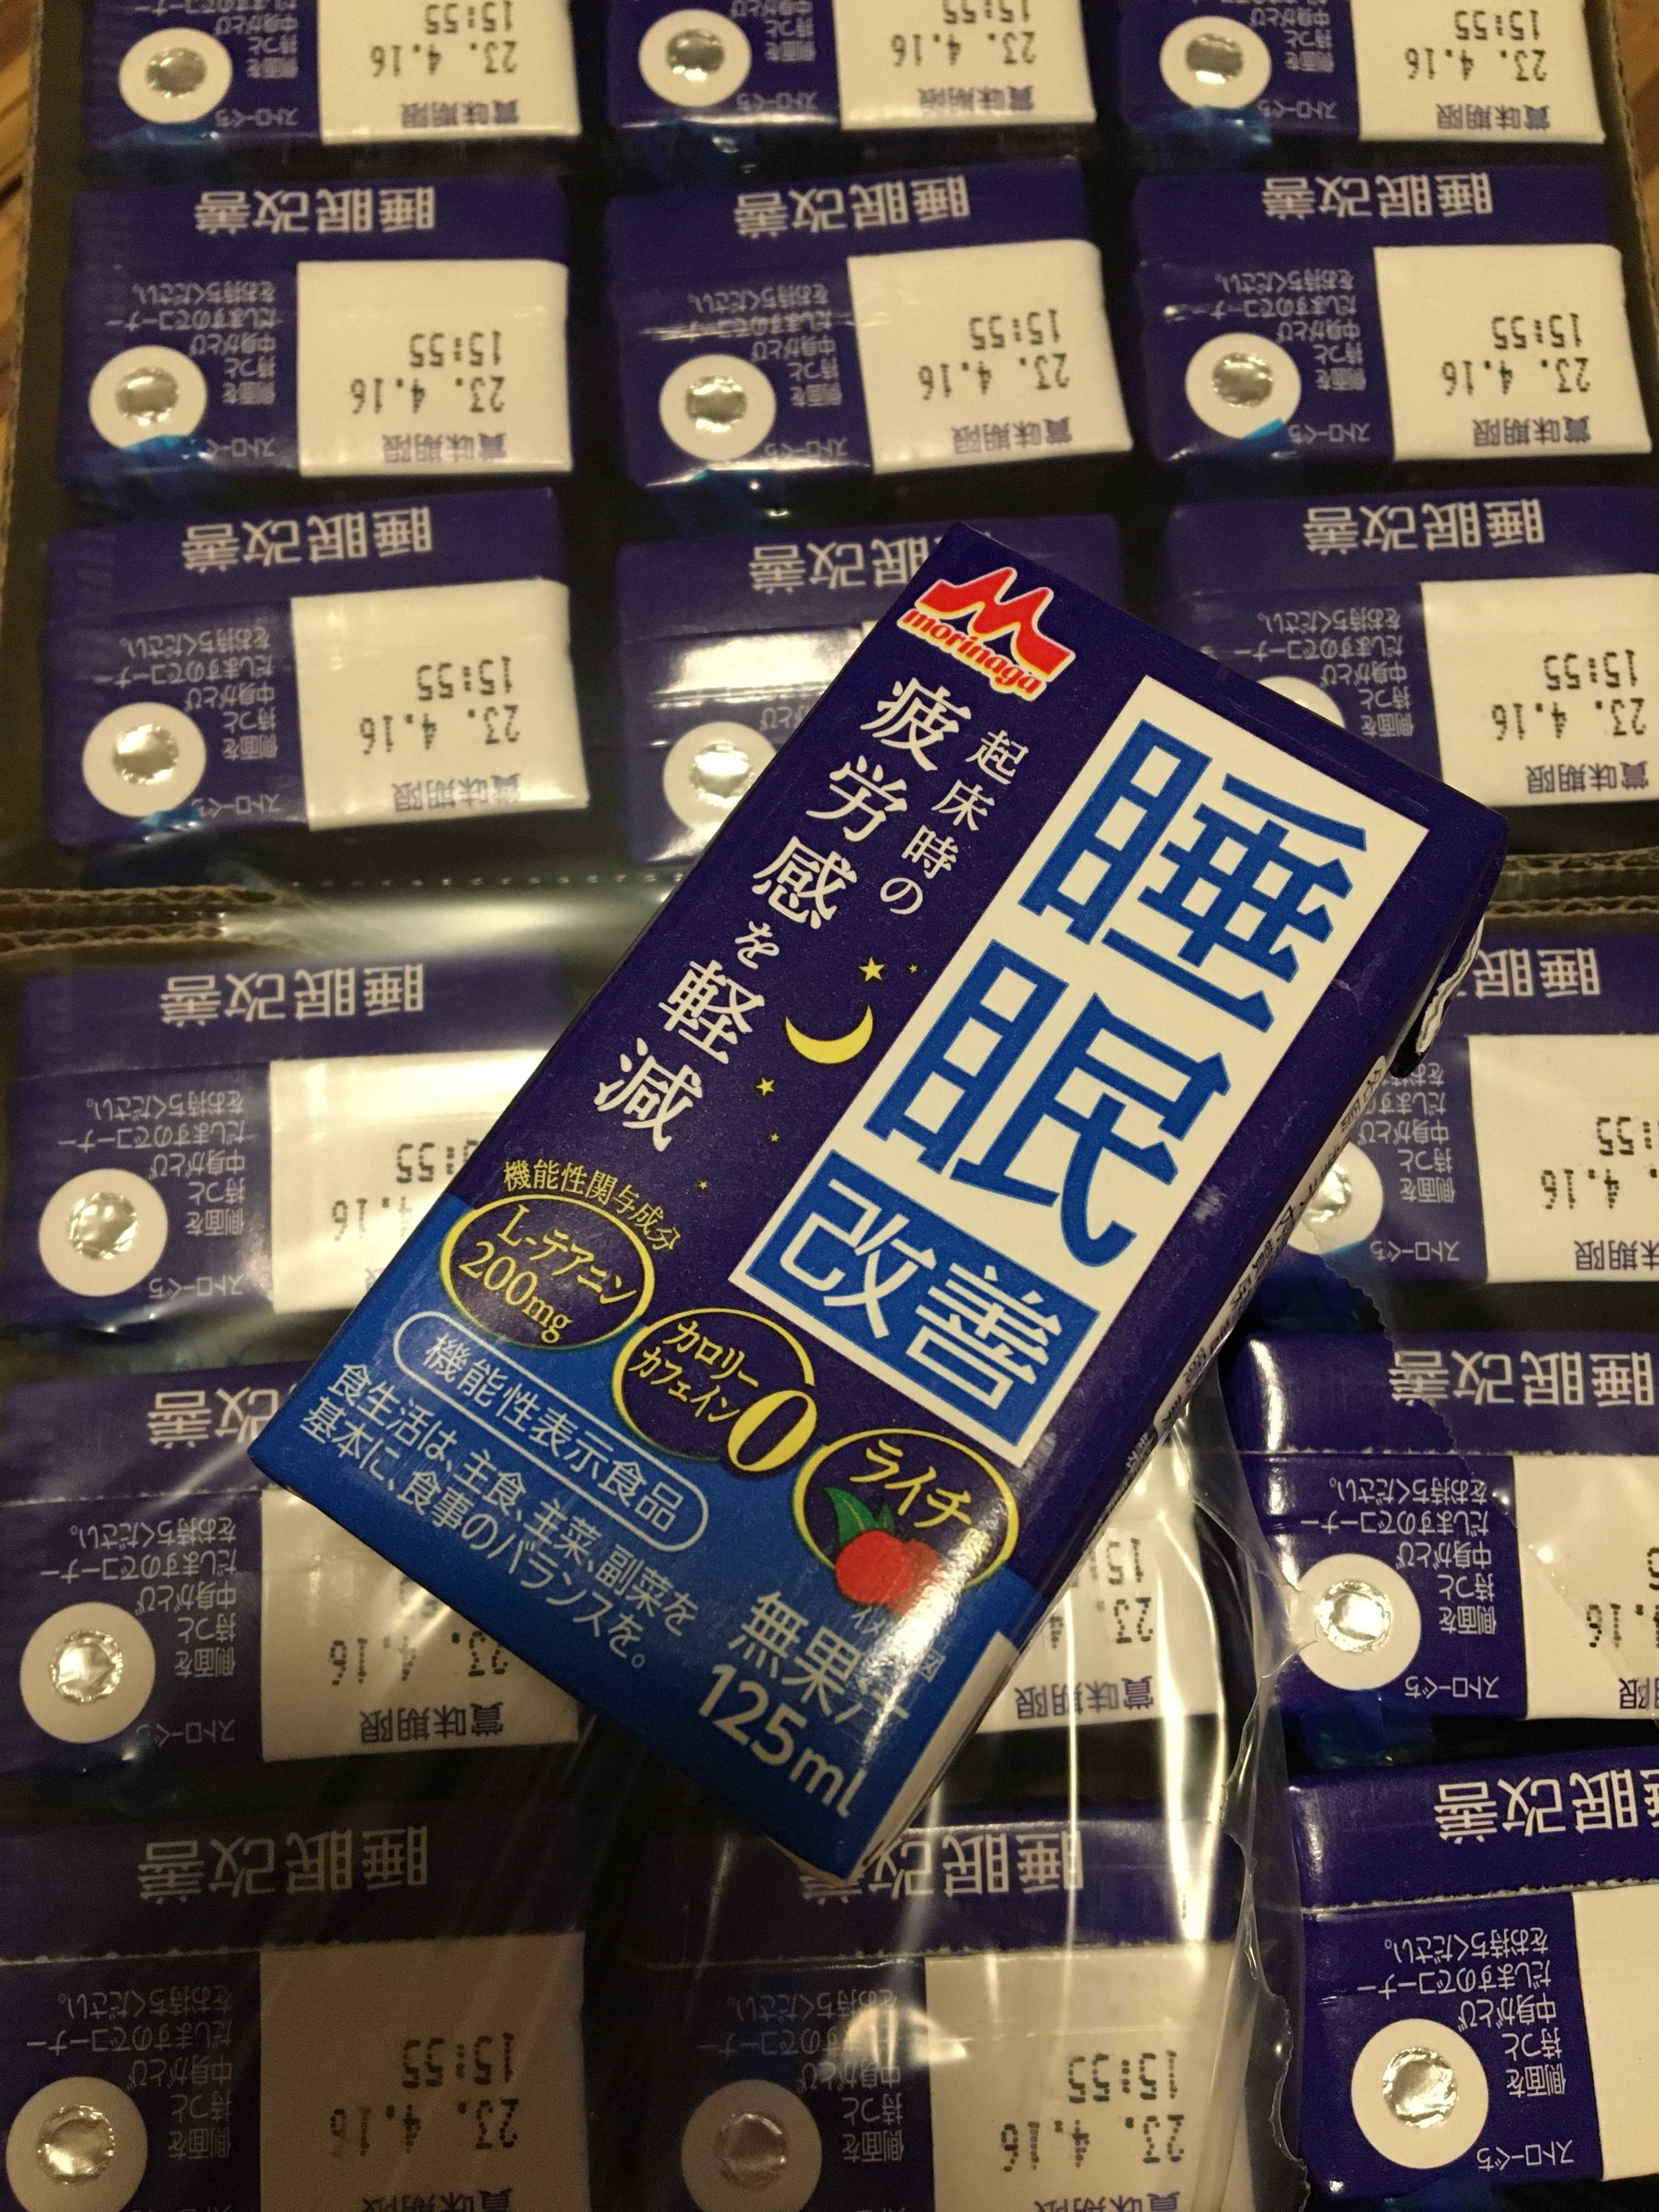 morinaga
睡眠
改善
起床時の
疲労感を軽減
機能性関与成分
L-テアニン
200mg
カロリー
カフェイン
0
ライチ
機能性表示食品
食生活は、主食、主菜、副菜を
基本に、食事のバランスを。
無果汁
125ml
睡眠改善
ストローぐち
側面を
持つと
中身がとび
だしますのでコーナー
をお持ちください。
賞味期限
23. 4.16
15:55